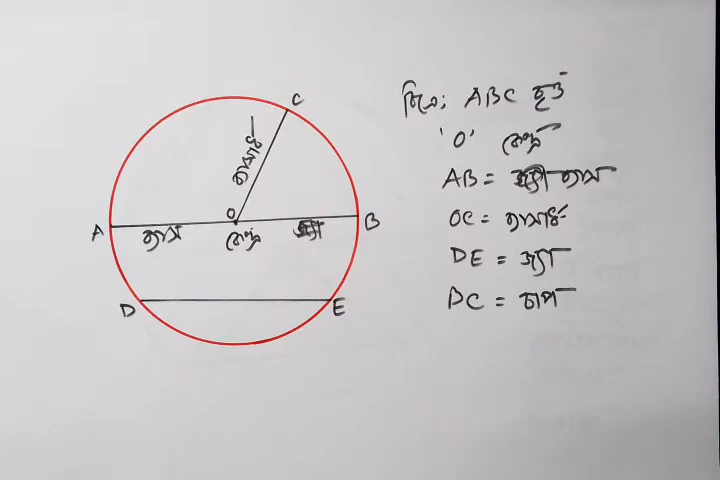 C
ব্যাসার্ধ
O
A
ব্যাস
কেন্দ্র
B
D
E
চিত্র; ABC বৃত্ত
'O' কেন্দ্র
AB = ব্যাস
OC = ব্যাসার্ধ
DE = জ্যা
BC = চাপ